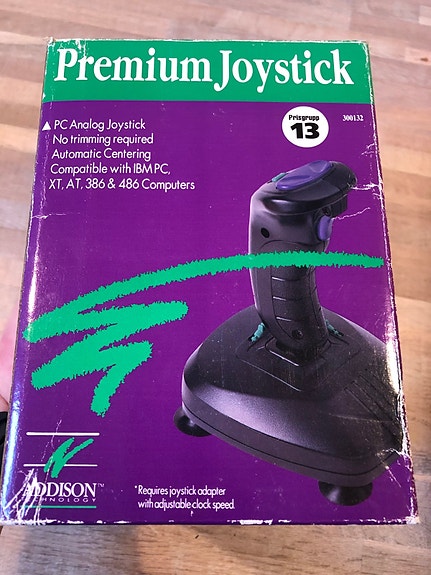 Premium Joystick
PC Analog Joystick
No trimming required
Automatic Centering
Compatible with IBM PC,
XT, AT, 386 & 486 Computers
Prisgrupp
13
300132
ADDISON™
TECHNOLOGY
*Requires joystick adapter
with adjustable clock speed.